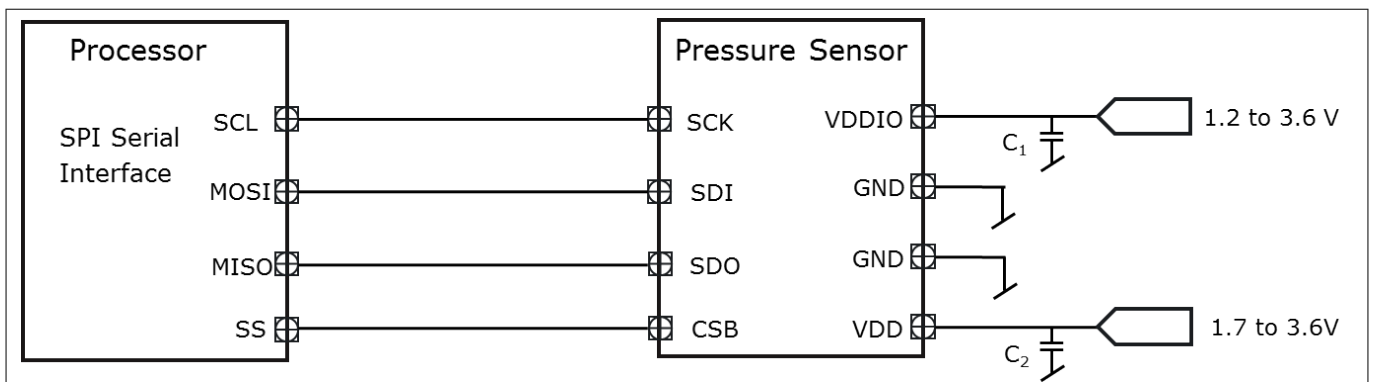 Processor
SPI Serial
Interface
SCL
MOSI
MISO
SS
Pressure Sensor
SCK
SDI
SDO
CSB
VDDIO
GND
GND
VDD
C₁
C₂
1.2 to 3.6 V
1.7 to 3.6V